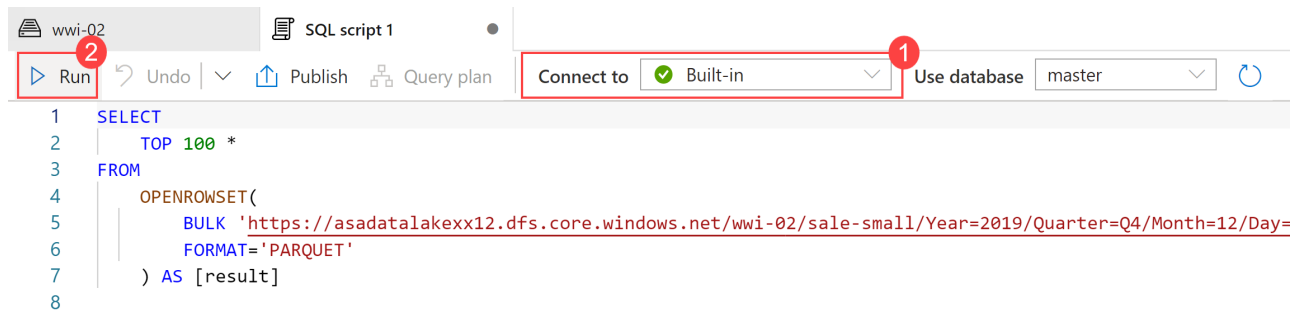 wwi-02 SQL script 1
2 1
Run Undo Publish Query plan Connect to Built-in Use database master
1 SELECT
2 TOP 100 *
3 FROM
4 OPENROWSET(
5 BULK 'https://asadatalakexx12.dfs.core.windows.net/wwi-02/sale-small/Year=2019/Quarter=Q4/Month=12/Day=
6 FORMAT='PARQUET'
7 ) AS [result]
8